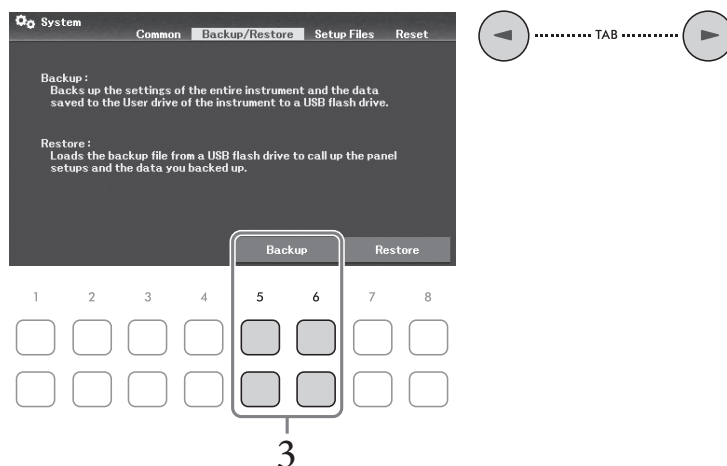 System
Common Backup/Restore Setup Files Reset
TAB
Backup :
Backs up the settings of the entire instrument and the data
saved to the User drive of the instrument to a USB flash drive.
Restore :
Loads the backup file from a USB flash drive to call up the panel
setups and the data you backed up.
Backup Restore
1 2 3 4 5 6 7 8
3